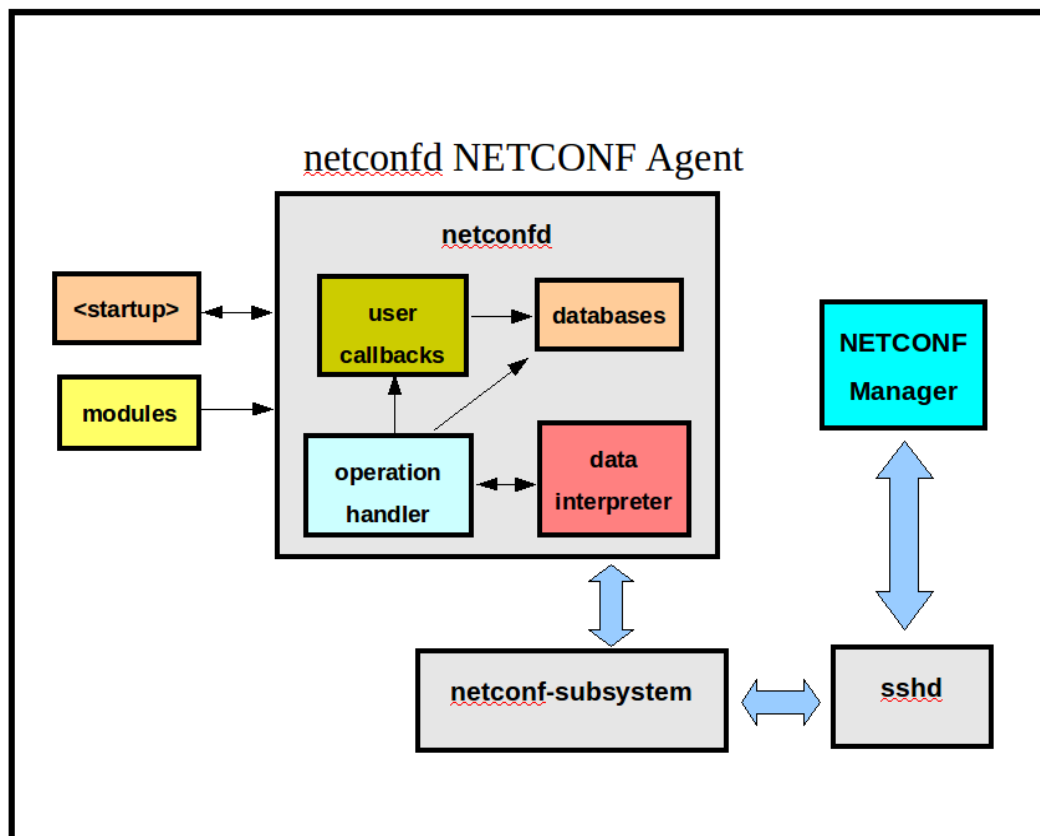 netconfd NETCONF Agent
netconfd
<startup>
user
callbacks
databases
modules
NETCONF
Manager
operation
handler
data
interpreter
netconf-subsystem
sshd